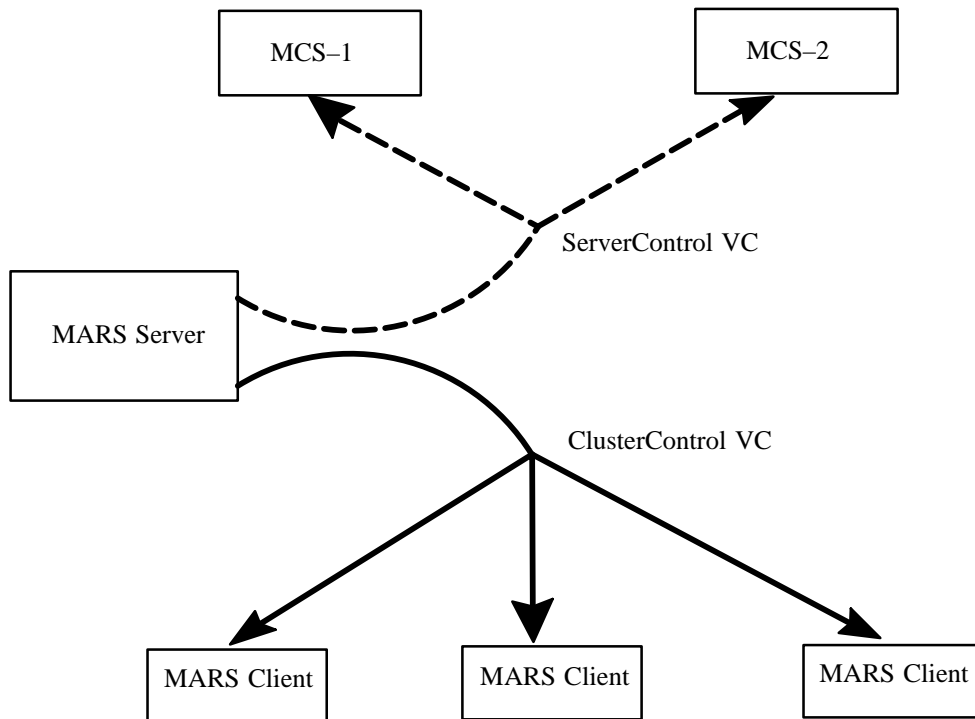 MCS–1
MCS–2
ServerControl VC
MARS Server
ClusterControl VC
MARS Client
MARS Client
MARS Client